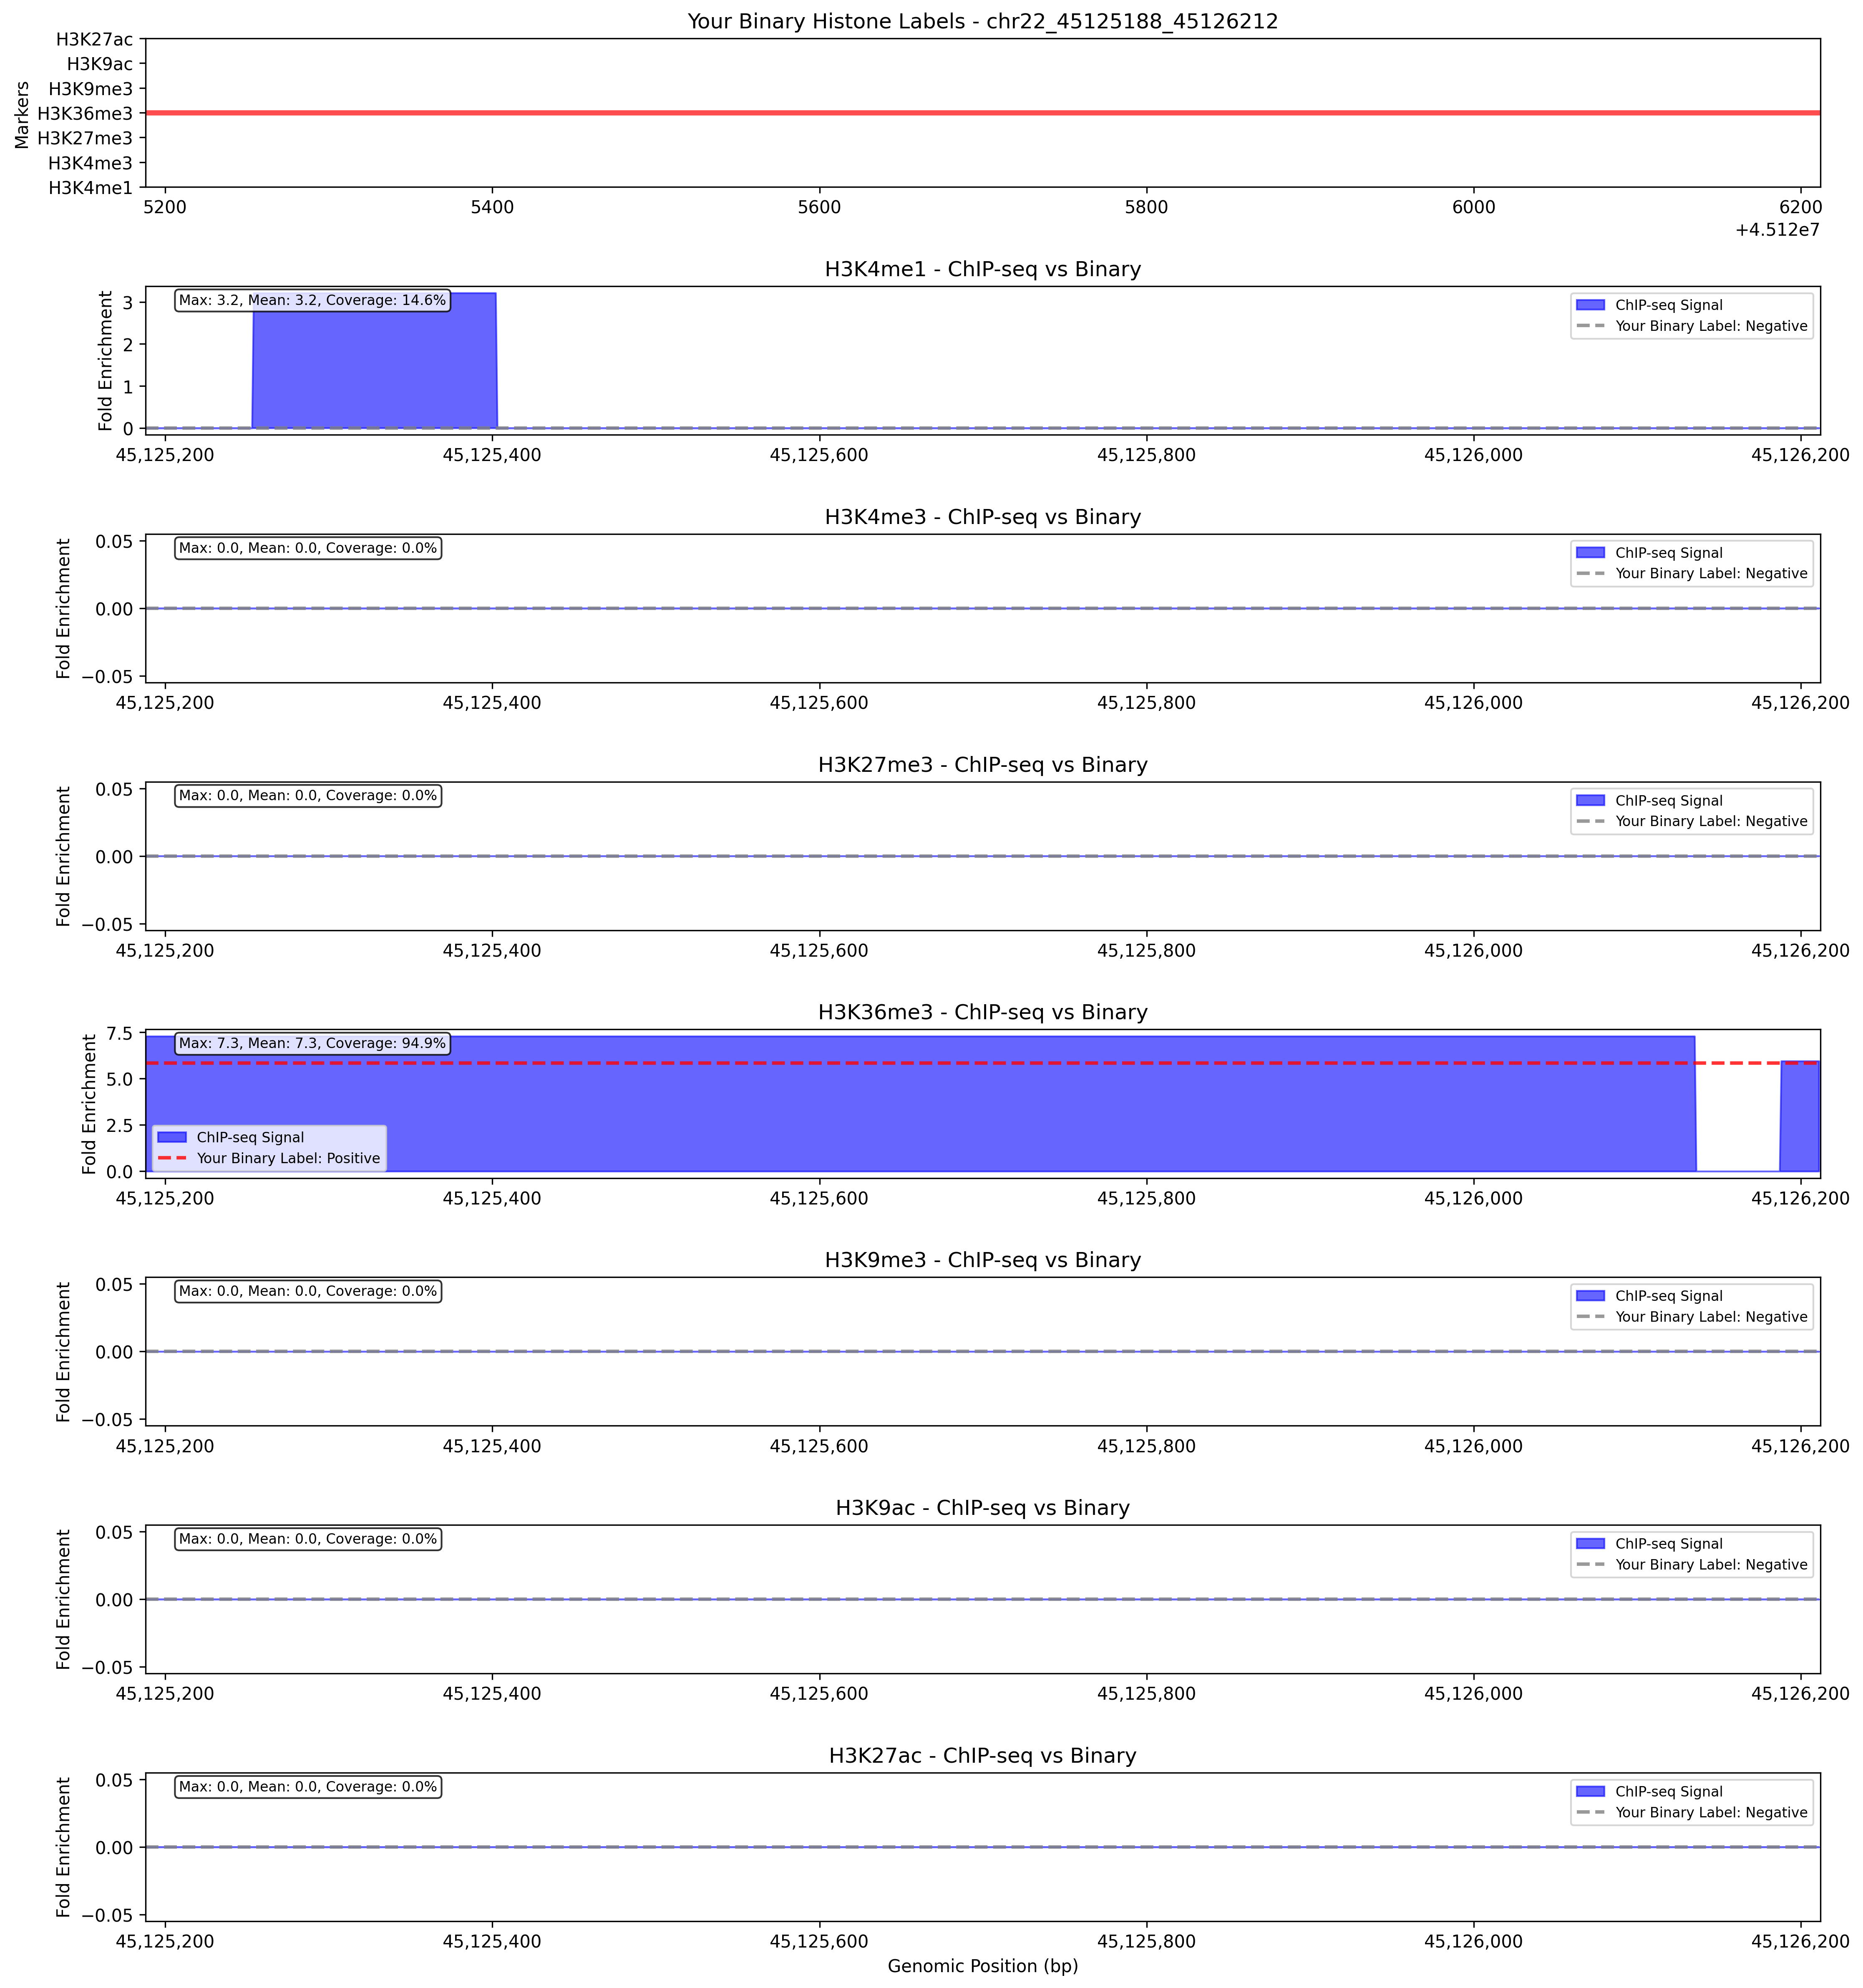 Your Binary Histone Labels - chr22_45125188_45126212
Markers
H3K27ac
H3K9ac
H3K9me3
H3K36me3
H3K27me3
H3K4me3
H3K4me1
5200 5400 5600 5800 6000 6200
+4.512e7
H3K4me1 - ChIP-seq vs Binary
Fold Enrichment
Max: 3.2, Mean: 3.2, Coverage: 14.6%
ChIP-seq Signal
Your Binary Label: Negative
3
2
1
0
45,125,200 45,125,400 45,125,600 45,125,800 45,126,000 45,126,200
H3K4me3 - ChIP-seq vs Binary
Fold Enrichment
Max: 0.0, Mean: 0.0, Coverage: 0.0%
ChIP-seq Signal
Your Binary Label: Negative
0.05
0.00
−0.05
45,125,200 45,125,400 45,125,600 45,125,800 45,126,000 45,126,200
H3K27me3 - ChIP-seq vs Binary
Fold Enrichment
Max: 0.0, Mean: 0.0, Coverage: 0.0%
ChIP-seq Signal
Your Binary Label: Negative
0.05
0.00
−0.05
45,125,200 45,125,400 45,125,600 45,125,800 45,126,000 45,126,200
H3K36me3 - ChIP-seq vs Binary
Fold Enrichment
Max: 7.3, Mean: 7.3, Coverage: 94.9%
7.5
5.0
2.5
0.0
ChIP-seq Signal
Your Binary Label: Positive
45,125,200 45,125,400 45,125,600 45,125,800 45,126,000 45,126,200
H3K9me3 - ChIP-seq vs Binary
Fold Enrichment
Max: 0.0, Mean: 0.0, Coverage: 0.0%
ChIP-seq Signal
Your Binary Label: Negative
0.05
0.00
−0.05
45,125,200 45,125,400 45,125,600 45,125,800 45,126,000 45,126,200
H3K9ac - ChIP-seq vs Binary
Fold Enrichment
Max: 0.0, Mean: 0.0, Coverage: 0.0%
ChIP-seq Signal
Your Binary Label: Negative
0.05
0.00
−0.05
45,125,200 45,125,400 45,125,600 45,125,800 45,126,000 45,126,200
H3K27ac - ChIP-seq vs Binary
Fold Enrichment
Max: 0.0, Mean: 0.0, Coverage: 0.0%
ChIP-seq Signal
Your Binary Label: Negative
0.05
0.00
−0.05
45,125,200 45,125,400 45,125,600 45,125,800 45,126,000 45,126,200
Genomic Position (bp)